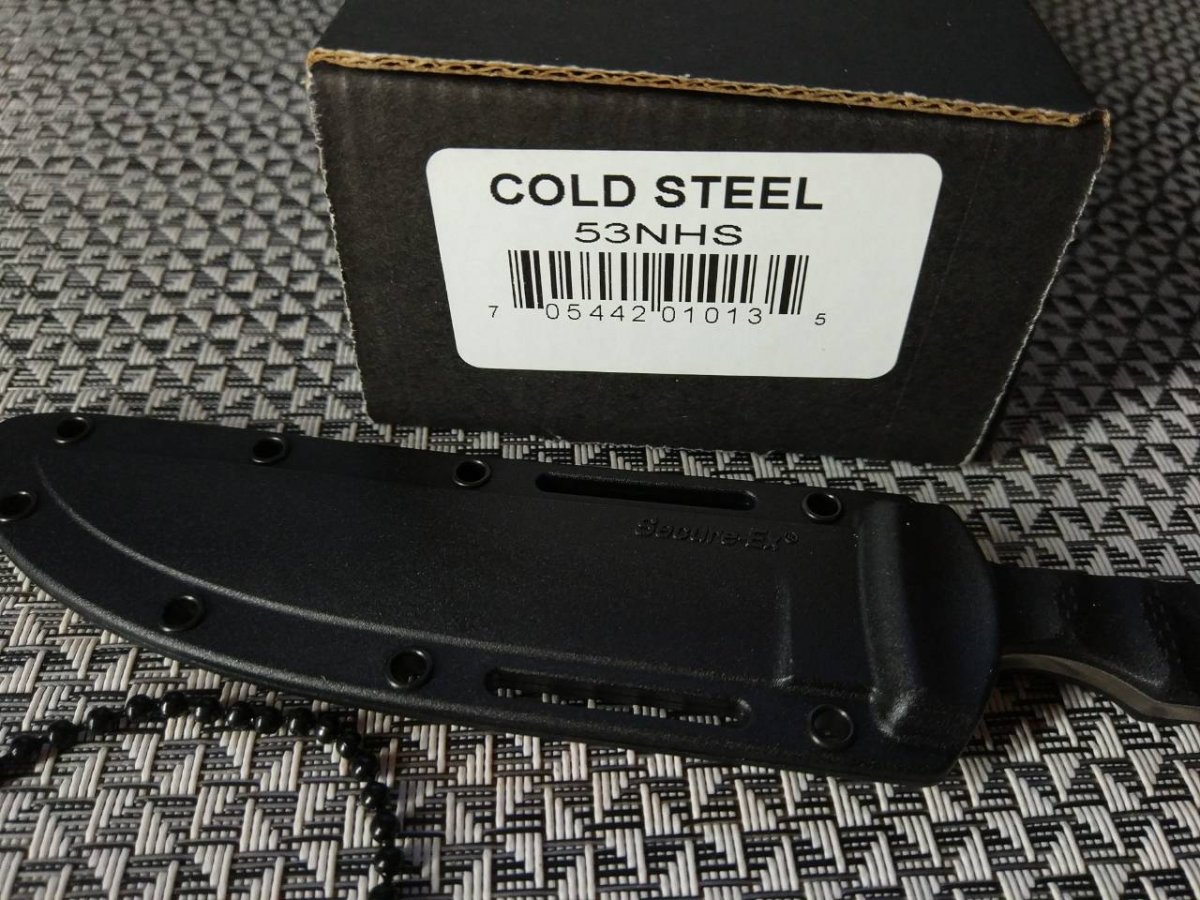 COLD STEEL
53NHS
7 05442 01013 5
Secure-Ex®